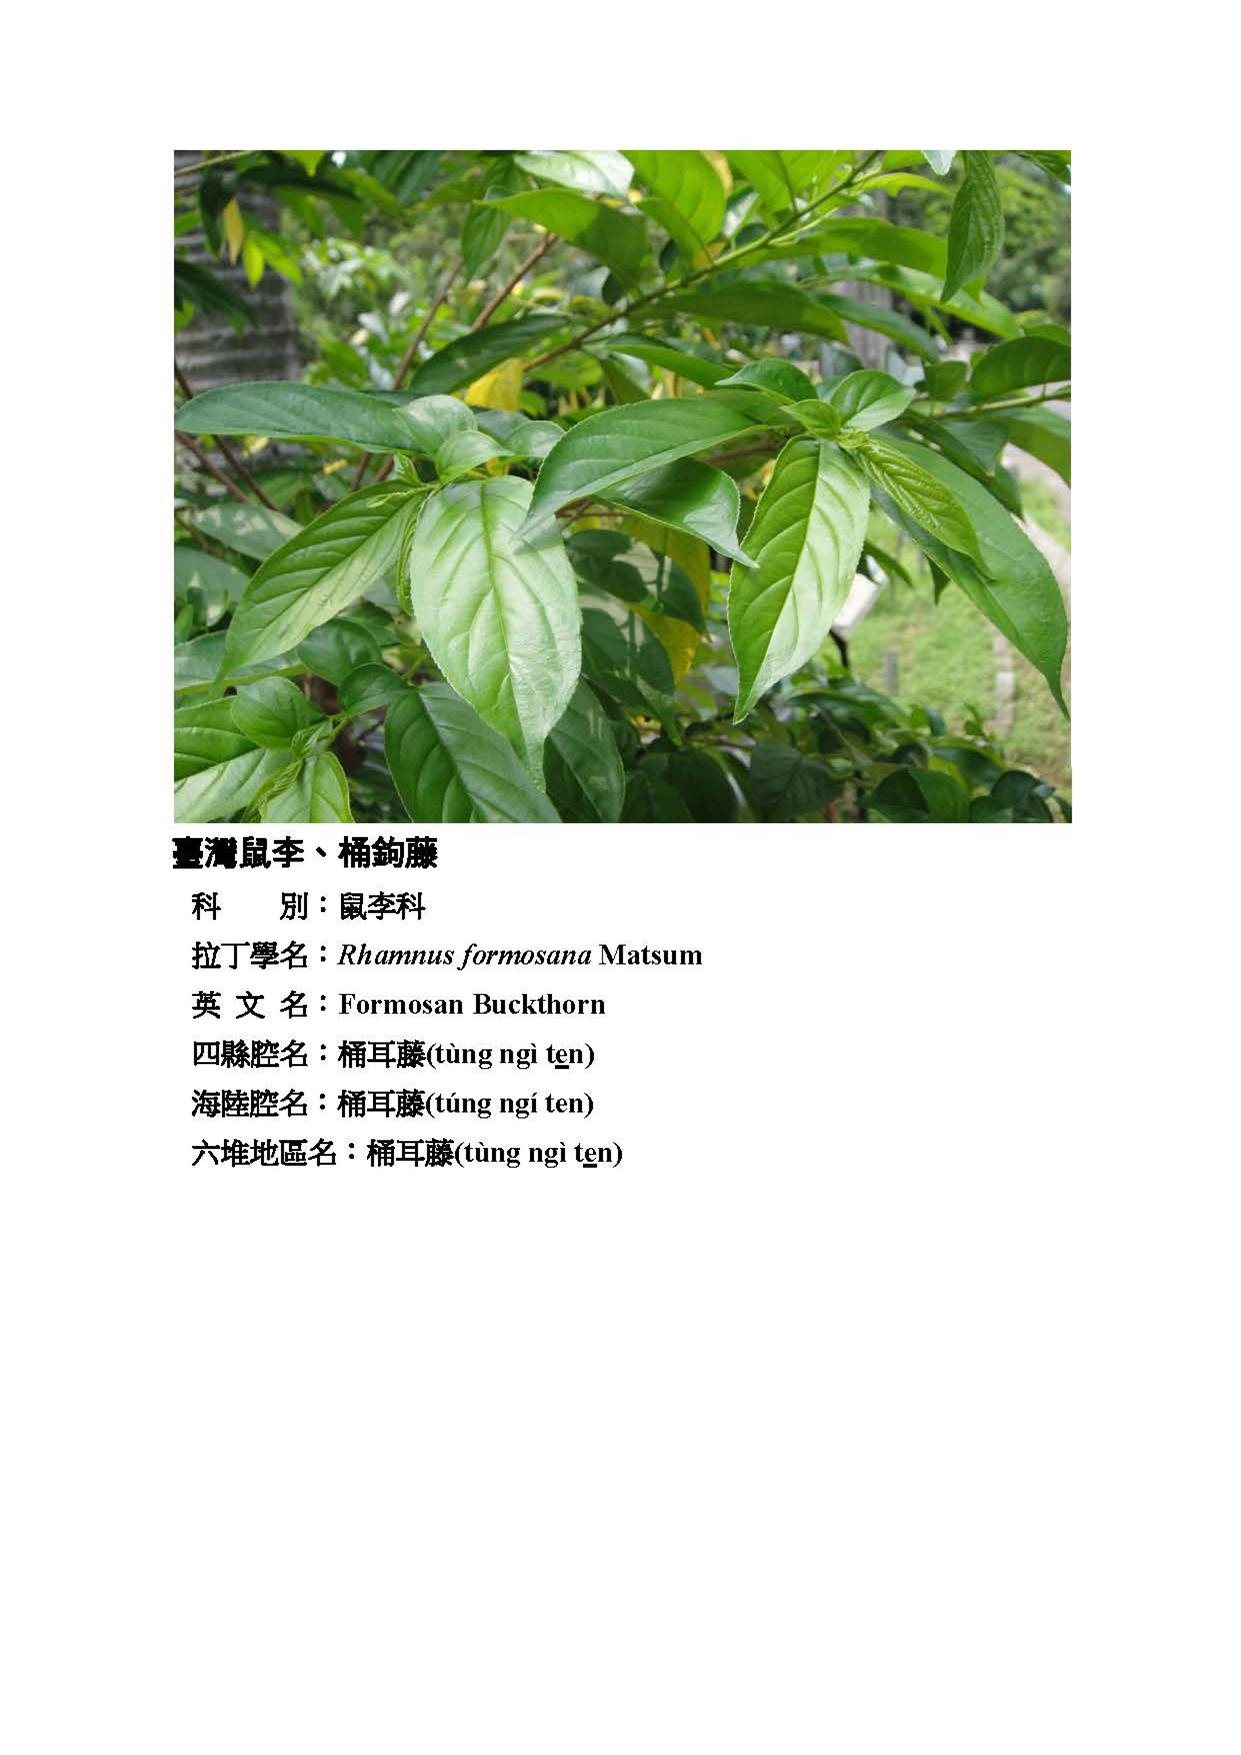 臺灣鼠李、桶鉤藤
科　　別：鼠李科
拉丁學名：Rhamnus formosana Matsum
英 文 名：Formosan Buckthorn
四縣腔名：桶耳藤(tùng ngì te̲n)
海陸腔名：桶耳藤(túng ngí ten)
六堆地區名：桶耳藤(tùng ngì te̲n)